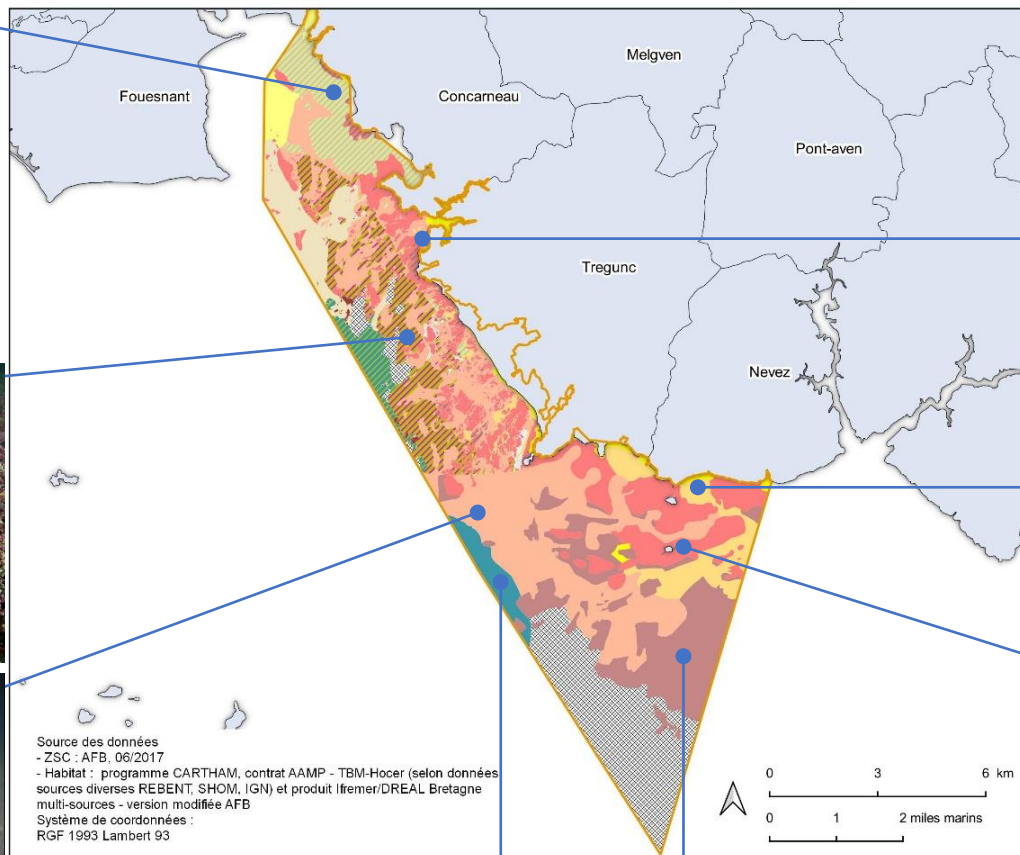 Melgven
Fouesnant
Concarneau
Pont-aven
Tregunc
Nevez
Source des données
- ZSC : AFB, 06/2017
- Habitat : programme CARTHAM, contrat AAMP - TBM-Hocer (selon données
sources diverses REBENT, SHOM, IGN) et produit Ifremer/DREAL Bretagne
multi-sources - version modifiée AFB
Système de coordonnées :
RGF 1993 Lambert 93
0 3 6 km
0 1 2 miles marins